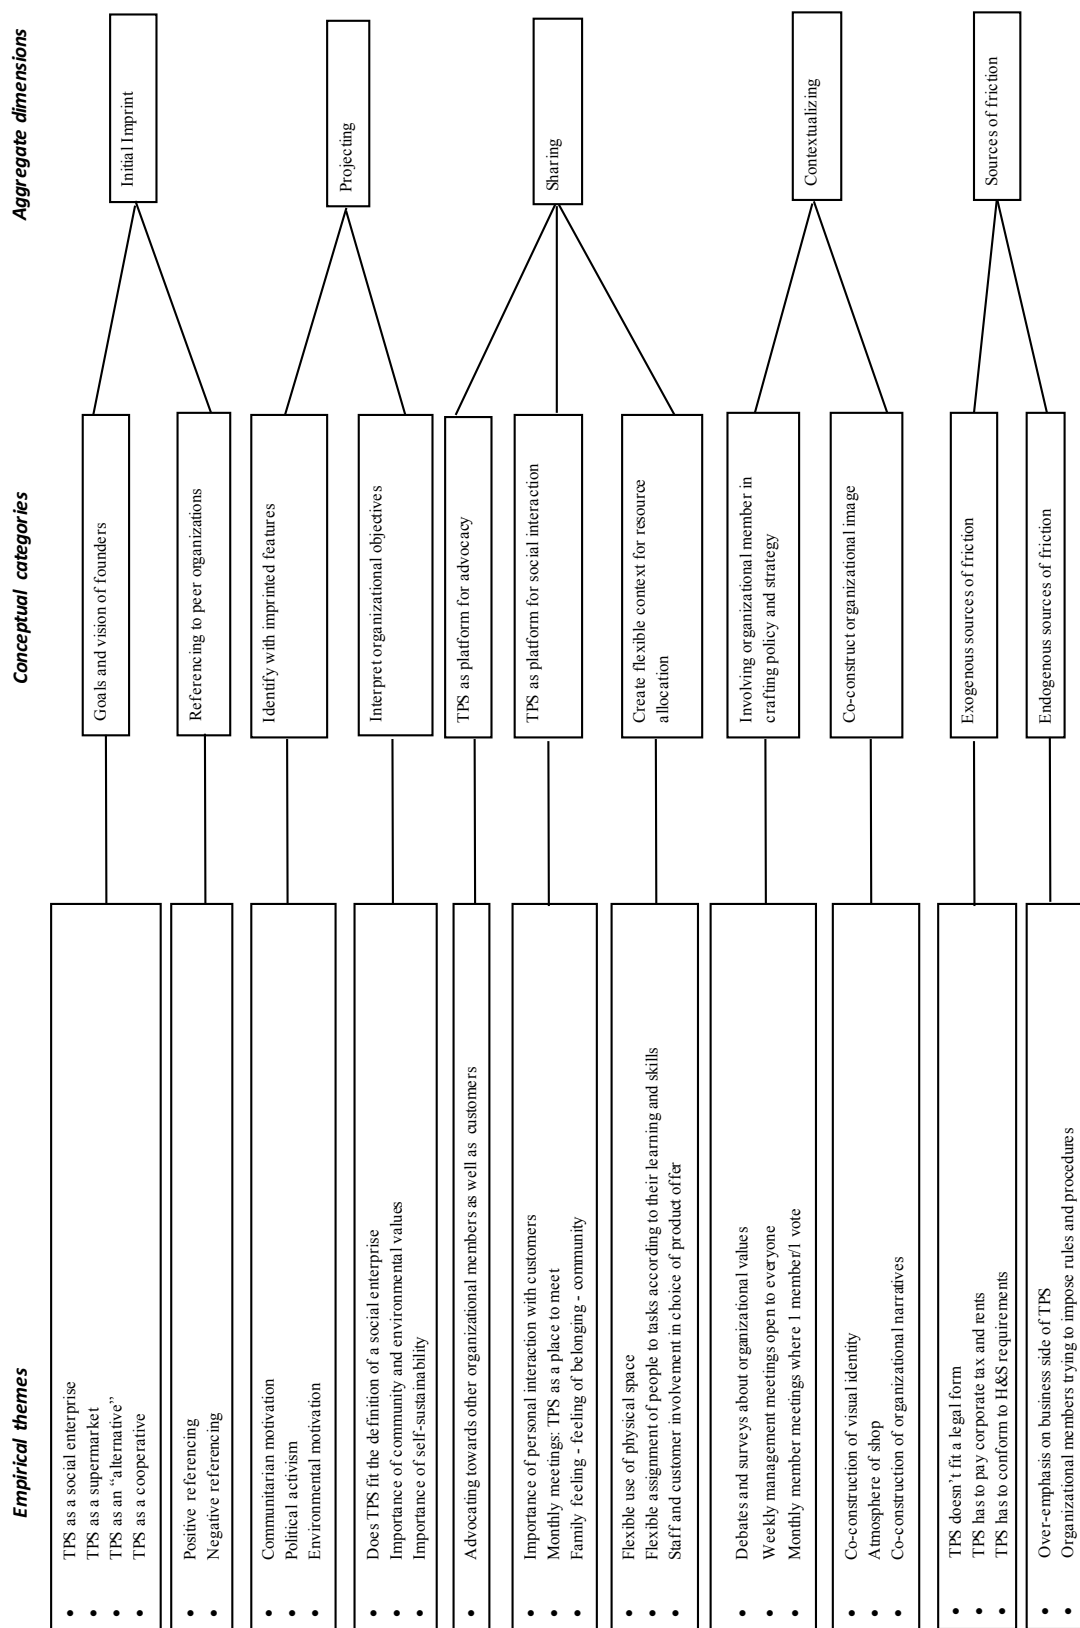 Empirical themes
Conceptual categories
Aggregate dimensions
• TPS as a social enterprise
• TPS as a supermarket
• TPS as an “alternative”
• TPS as a cooperative
Goals and vision of founders
Initial Imprint
• Positive referencing
• Negative referencing
Referencing to peer organizations
• Communitarian motivation
• Political activism
• Environmental motivation
Identify with imprinted features
Projecting
• Does TPS fit the definition of a social enterprise
• Importance of community and environmental values
• Importance of self-sustainability
Interpret organizational objectives
• Advocating towards other organizational members as well as customers
TPS as platform for advocacy
Sharing
• Importance of personal interaction with customers
• Monthly meetings: TPS as a place to meet
• Family feeling - feeling of belonging - community
TPS as platform for social interaction
• Flexible use of physical space
• Flexible assignment of people to tasks according to their learning and skills
• Staff and customer involvement in choice of product offer
Create flexible context for resource
allocation
• Debates and surveys about organizational values
• Weekly management meetings open to everyone
• Monthly member meetings where 1 member/1 vote
Involving organizational member in
crafting policy and strategy
Contextualizing
• Co-construction of visual identity
• Atmosphere of shop
• Co-construction of organizational narratives
Co-construct organizational image
• TPS doesn't fit a legal form
• TPS has to pay corporate tax and rents
• TPS has to conform to H&S requirements
Exogenous sources of friction
Sources of friction
• Over-emphasis on business side of TPS
• Organizational members trying to impose rules and procedures
Endogenous sources of friction